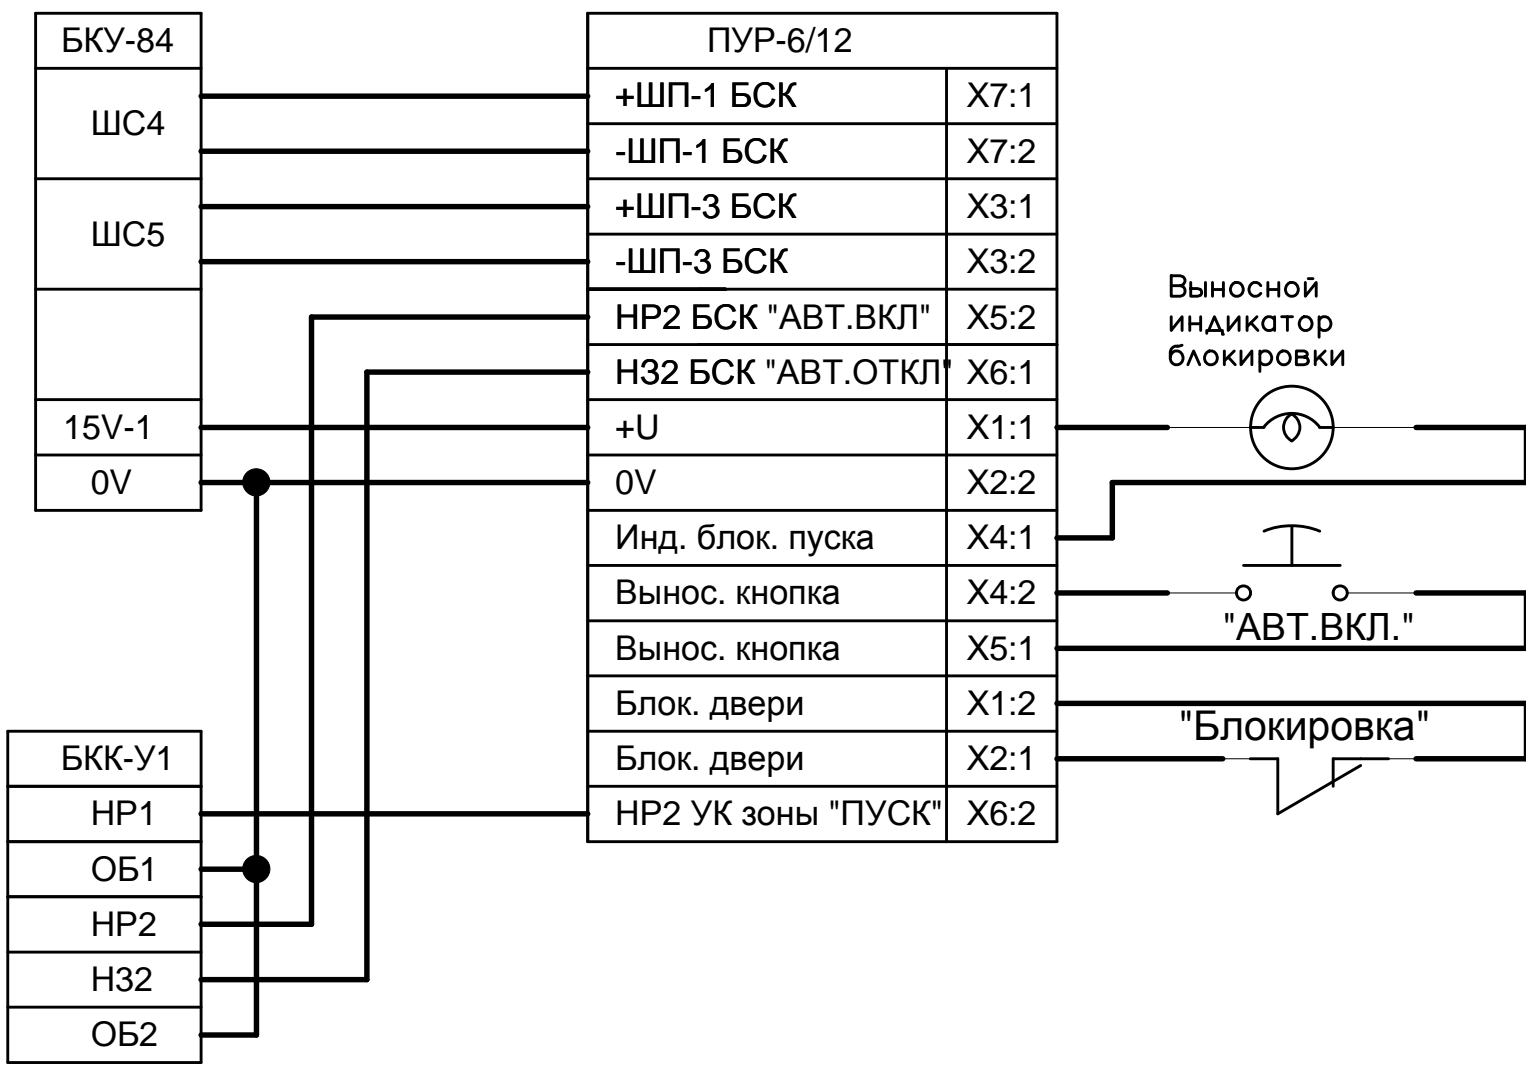 БКУ-84
ШС4
ШС5
15V-1
0V
ПУР-6/12
+ШП-1 БСК X7:1
-ШП-1 БСК X7:2
+ШП-3 БСК X3:1
-ШП-3 БСК X3:2
НР2 БСК "АВТ.ВКЛ" X5:2
НЗ2 БСК "АВТ.ОТКЛ" X6:1
+U X1:1
0V X2:2
Инд. блок. пуска X4:1
Вынос. кнопка X4:2
Вынос. кнопка X5:1
Блок. двери X1:2
Блок. двери X2:1
НР2 УК зоны "ПУСК" X6:2
Выносной
индикатор
блокировки
"АВТ.ВКЛ."
"Блокировка"
БКК-У1
НР1
ОБ1
НР2
НЗ2
ОБ2